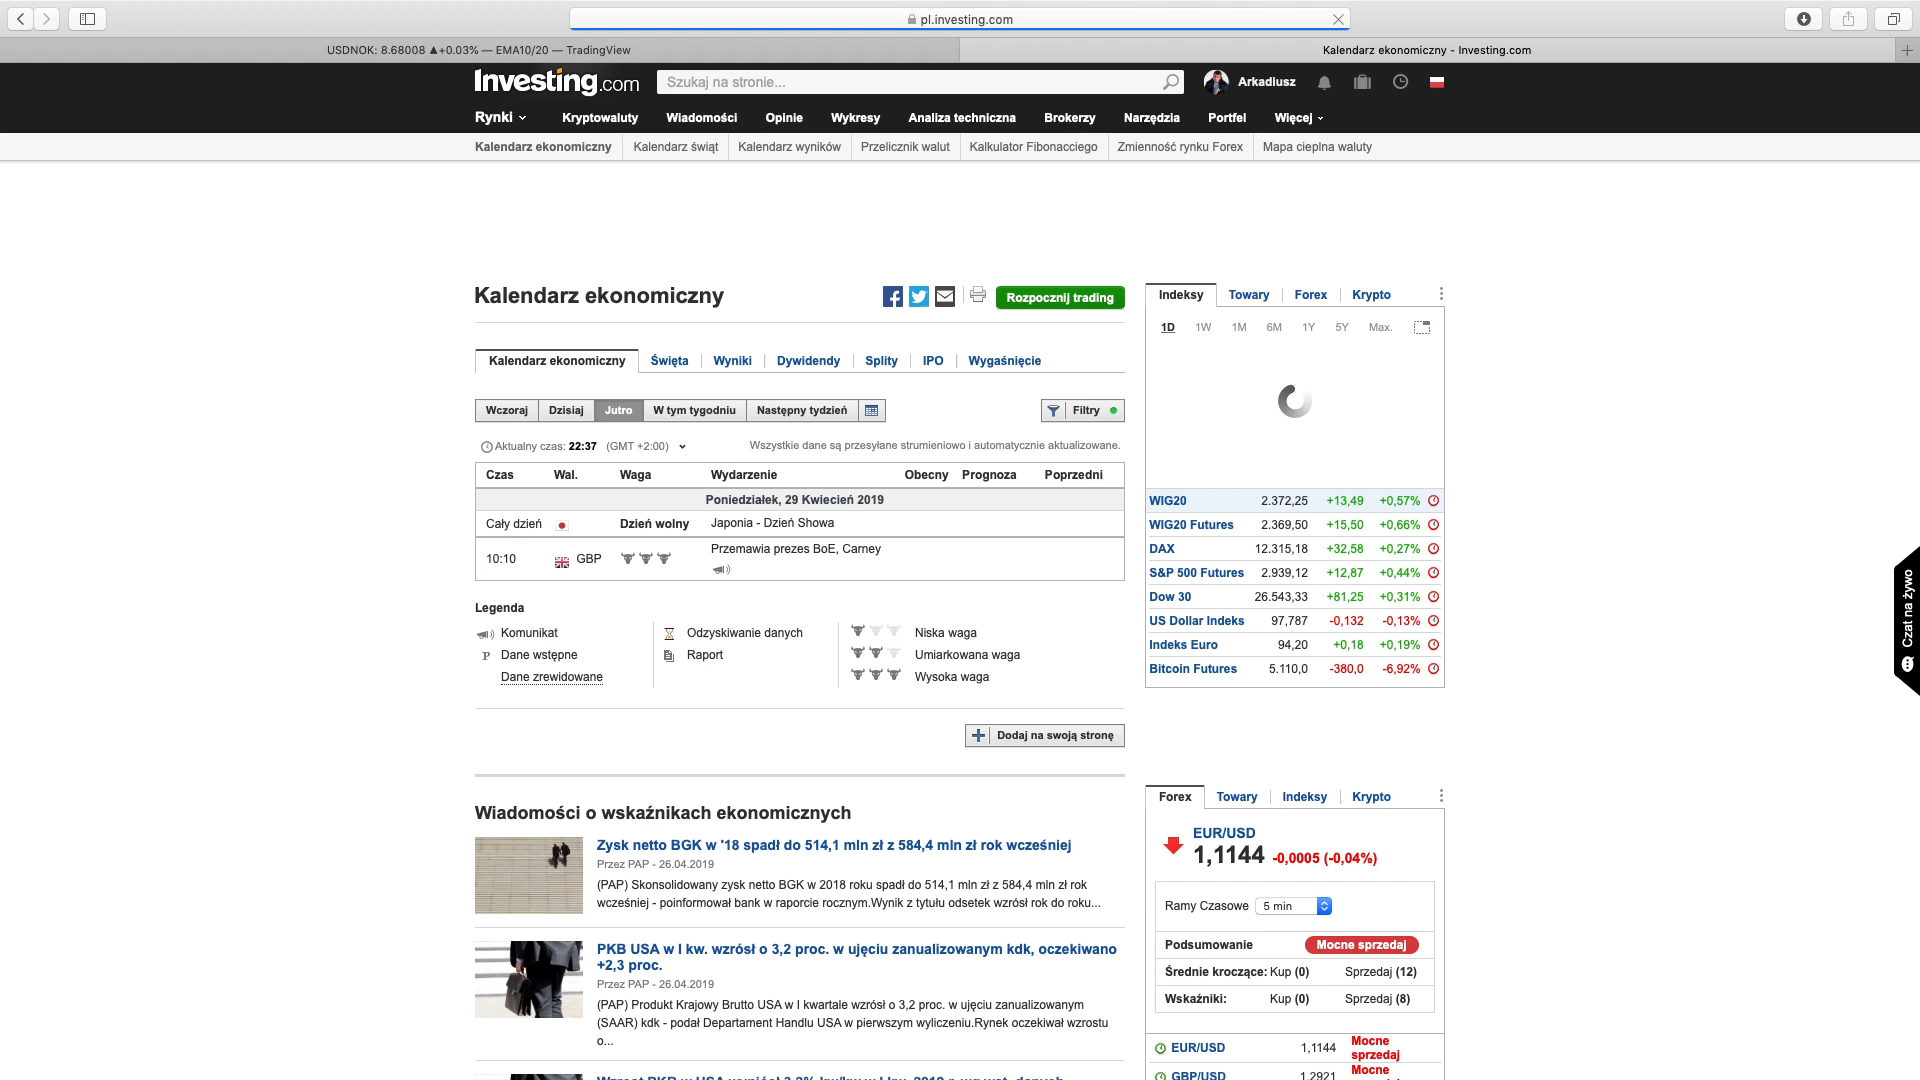 pl.investing.com
USDNOK: 8.68008 ▲+0.03% — EMA10/20 — TradingView
Kalendarz ekonomiczny - Investing.com
Investing.com
Szukaj na stronie...
Arkadiusz
Rynki
Kryptowaluty
Wiadomości
Opinie
Wykresy
Analiza techniczna
Brokerzy
Narzędzia
Portfel
Więcej
Kalendarz ekonomiczny
Kalendarz świąt
Kalendarz wyników
Przelicznik walut
Kalkulator Fibonacciego
Zmienność rynku Forex
Mapa cieplna waluty
Kalendarz ekonomiczny
Rozpocznij trading
Kalendarz ekonomiczny
Święta
Wyniki
Dywidendy
Splity
IPO
Wygaśnięcie
Wczoraj
Dzisiaj
Jutro
W tym tygodniu
Następny tydzień
Filtry
Aktualny czas: 22:37 (GMT +2:00)
Wszystkie dane są przesyłane strumieniowo i automatycznie aktualizowane.
Czas Wal. Waga Wydarzenie Obecny Prognoza Poprzedni
Poniedziałek, 29 Kwiecień 2019
Cały dzień Dzień wolny Japonia - Dzień Showa
10:10 GBP Przemawia prezes BoE, Carney
Legenda
Komunikat
Dane wstępne
P
Dane zrewidowane
Odzyskiwanie danych
Raport
Niska waga
Umiarkowana waga
Wysoka waga
Dodaj na swoją stronę
Wiadomości o wskaźnikach ekonomicznych
Zysk netto BGK w '18 spadł do 514,1 mln zł z 584,4 mln zł rok wcześniej
Przez PAP - 26.04.2019
(PAP) Skonsolidowany zysk netto BGK w 2018 roku spadł do 514,1 mln zł z 584,4 mln zł rok
wcześniej - poinformował bank w raporcie rocznym.Wynik z tytułu odsetek wzrósł rok do roku...
PKB USA w I kw. wzrósł o 3,2 proc. w ujęciu zanualizowanym kdk, oczekiwano
+2,3 proc.
Przez PAP - 26.04.2019
(PAP) Produkt Krajowy Brutto USA w I kwartale wzrósł o 3,2 proc. w ujęciu zanualizowanym
(SAAR) kdk - podał Departament Handlu USA w pierwszym wyliczeniu.Rynek oczekiwał wzrostu
o...
Indeksy
Towary
Forex
Krypto
1D 1W 1M 6M 1Y 5Y Max.
WIG20 2.372,25 +13,49 +0,57%
WIG20 Futures 2.369,50 +15,50 +0,66%
DAX 12.315,18 +32,58 +0,27%
S&P 500 Futures 2.939,12 +12,87 +0,44%
Dow 30 26.543,33 +81,25 +0,31%
US Dollar Indeks 97,787 -0,132 -0,13%
Indeks Euro 94,20 +0,18 +0,19%
Bitcoin Futures 5.110,0 -380,0 -6,92%
Forex
Towary
Indeksy
Krypto
EUR/USD
1,1144 -0,0005 (-0,04%)
Ramy Czasowe 5 min
Podsumowanie Mocne sprzedaj
Średnie kroczące: Kup (0) Sprzedaj (12)
Wskaźniki: Kup (0) Sprzedaj (8)
EUR/USD 1,1144 Mocne
sprzedaj
GBP/USD 1,2921 Mocne
Czat na żywo